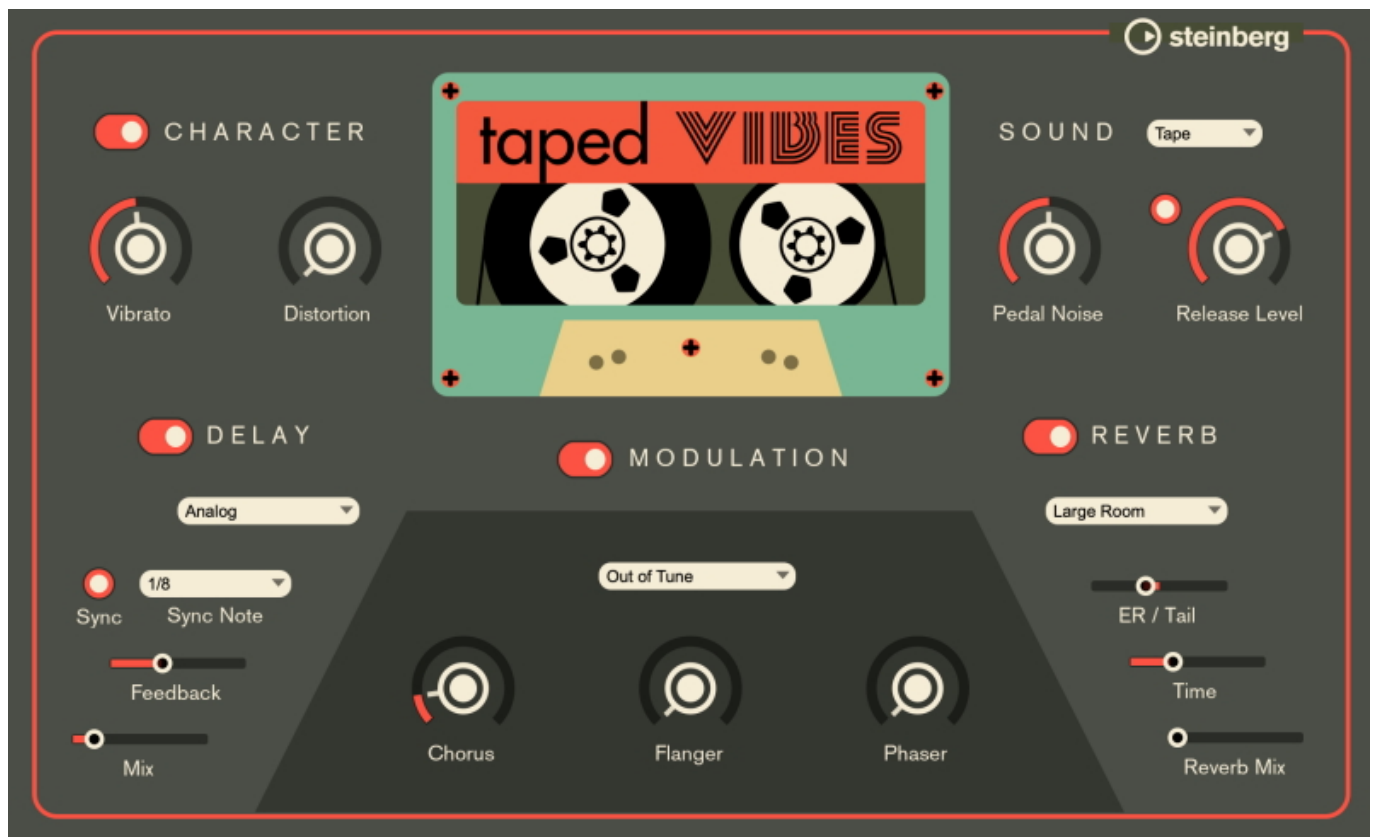 steinberg
taped VIBES
CHARACTER
Vibrato
Distortion
SOUND
Tape
Pedal Noise
Release Level
DELAY
Analog
Sync
1/8
Sync Note
Feedback
Mix
MODULATION
Out of Tune
Chorus
Flanger
Phaser
REVERB
Large Room
ER / Tail
Time
Reverb Mix